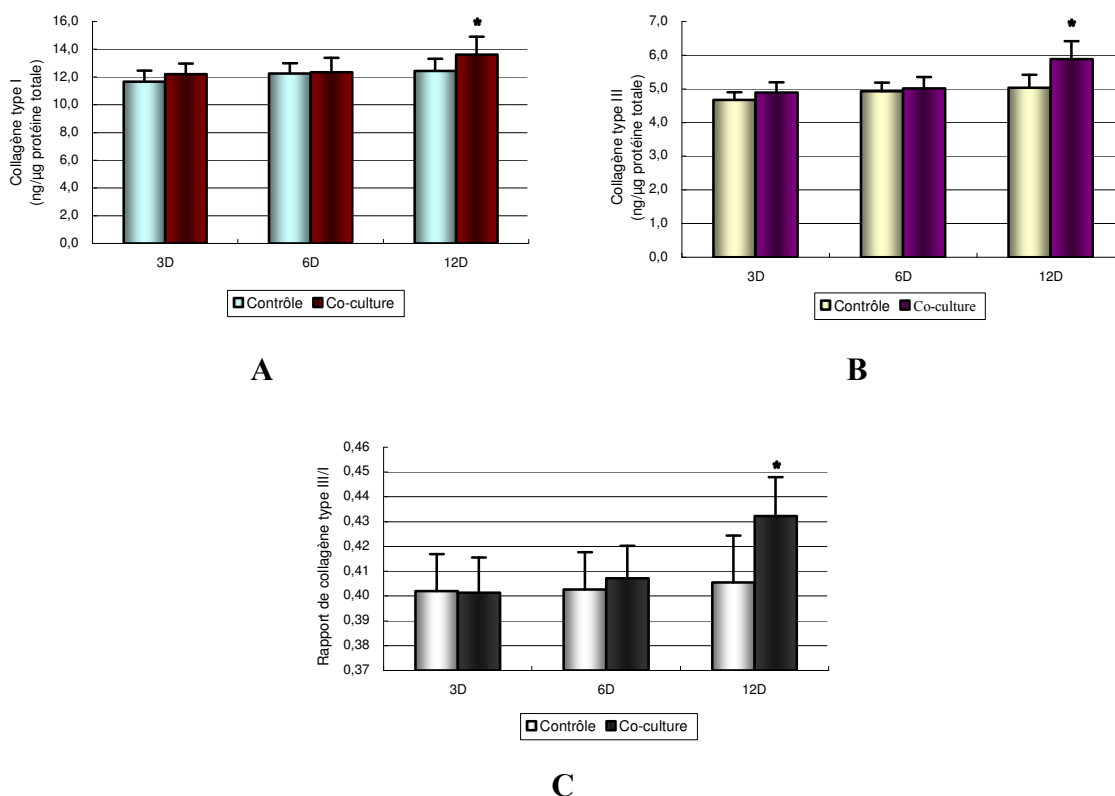 Collagène type I
(ng/µg protéine totale)
16,0
14,0
12,0
10,0
8,0
6,0
4,0
2,0
0,0
*
3D 6D 12D
Contrôle Co-culture
A
Collagène type III
(ng/µg protéine totale)
7,0
6,0
5,0
4,0
3,0
2,0
1,0
0,0
*
3D 6D 12D
Contrôle Co-culture
B
Rapport de collagène type III/I
0,46
0,45
0,44
0,43
0,42
0,41
0,40
0,39
0,38
0,37
*
3D 6D 12D
Contrôle Co-culture
C